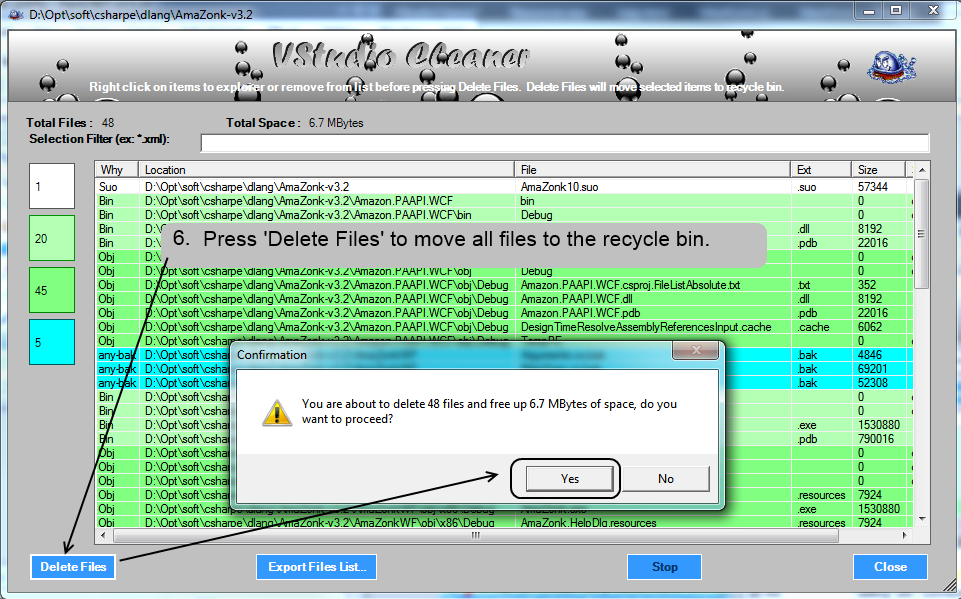 D:\Opt\soft\csharpe\dlang\AmaZonk-v3.2
VStudio Cleaner
Right click on items to explorer or remove from list before pressing Delete Files. Delete Files will move selected items to recycle bin.
Total Files : 48 Total Space : 6.7 MBytes
Selection Filter (ex: *.xml):
1
20
45
5
Why Location File Ext Size
Suo D:\Opt\soft\csharpe\dlang\AmaZonk-v3.2 AmaZonk10.suo .suo 57344
Bin D:\Opt\soft\csharpe\dlang\AmaZonk-v3.2\Amazon.PAAPI.WCF bin 0
Bin D:\Opt\soft\csharpe\dlang\AmaZonk-v3.2\Amazon.PAAPI.WCF\bin Debug 0
Bin .dll 8192
Bin .pdb 22016
6. Press 'Delete Files' to move all files to the recycle bin.
Obj 0
Obj D:\Opt\soft\csharpe\dlang\AmaZonk-v3.2\Amazon.PAAPI.WCF\obj Debug 0
Obj D:\Opt\soft\csharpe\dlang\AmaZonk-v3.2\Amazon.PAAPI.WCF\obj\Debug Amazon.PAAPI.WCF.csproj.FileListAbsolute.txt .txt 352
Obj D:\Opt\soft\csharpe\dlang\AmaZonk-v3.2\Amazon.PAAPI.WCF\obj\Debug Amazon.PAAPI.WCF.dll .dll 8192
Obj D:\Opt\soft\csharpe\dlang\AmaZonk-v3.2\Amazon.PAAPI.WCF\obj\Debug Amazon.PAAPI.WCF.pdb .pdb 22016
Obj D:\Opt\soft\csharpe\dlang\AmaZonk-v3.2\Amazon.PAAPI.WCF\obj\Debug DesignTimeResolveAssemblyReferencesInput.cache .cache 6062
Obj D:\Opt\soft\csharpe\dlang\AmaZonk-v3.2\Amazon.PAAPI.WCF\obj\Debug TempPE 0
any-bak D:\Opt\soft .bak 4846
any-bak D:\Opt\soft .bak 69201
any-bak D:\Opt\soft .bak 52308
Bin D:\Opt\soft 0
Bin D:\Opt\soft 0
Bin D:\Opt\soft .exe 1530880
Bin D:\Opt\soft .pdb 790016
Obj D:\Opt\soft 0
Obj D:\Opt\soft 0
Obj D:\Opt\soft 0
Obj D:\Opt\soft .resources 7924
Obj D:\Opt\soft\csharpe\dlang\AmaZonk-v3.2\AmaZonkWF\obj\x86\Debug AmaZonk.exe .exe 1530880
Obj D:\Opt\soft\csharpe\dlang\AmaZonk-v3.2\AmaZonkWF\obj\x86\Debug AmaZonk.HelpDlg.resources .resources 7924
Confirmation
You are about to delete 48 files and free up 6.7 MBytes of space, do you
want to proceed?
Yes No
Delete Files Export Files List... Stop Close